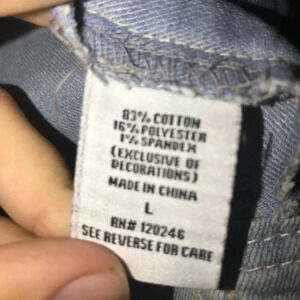 83% COTTON
16% POLYESTER
1% SPANDEX
(EXCLUSIVE OF
DECORATIONS)
MADE IN CHINA
L
RN# 120246
SEE REVERSE FOR CARE